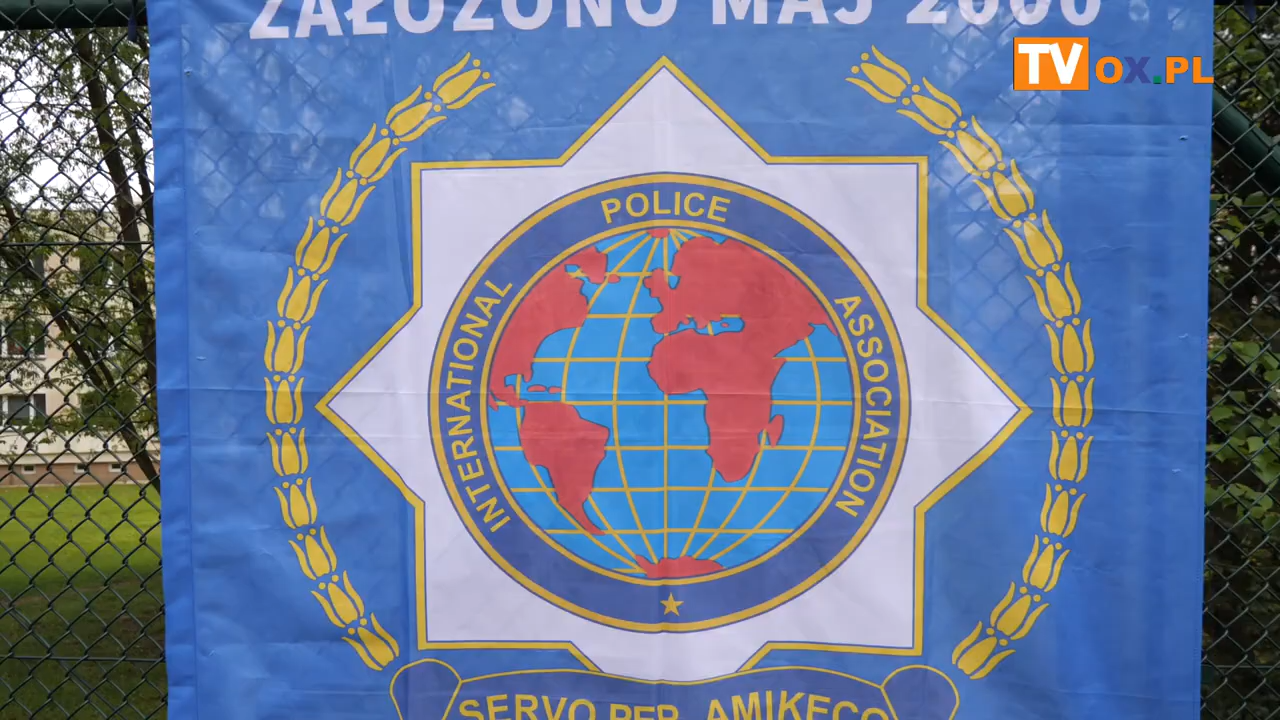 ZAŁOŻONO MAJ 2000
TVOX.PL
POLICE
INTERNATIONAL
ASSOCIATION
SERVO PER AMIKECO